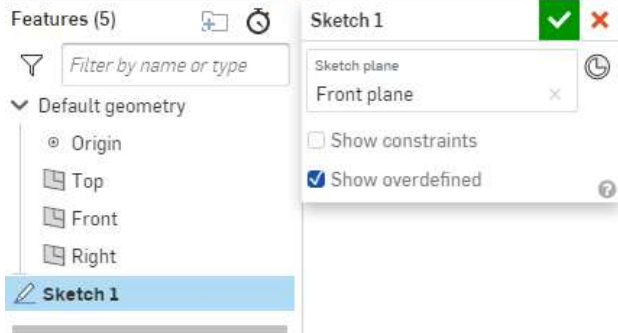 Features (5)
Filter by name or type
Default geometry
Origin
Top
Front
Right
Sketch 1
Sketch 1
Sketch plane
Front plane
Show constraints
Show overdefined